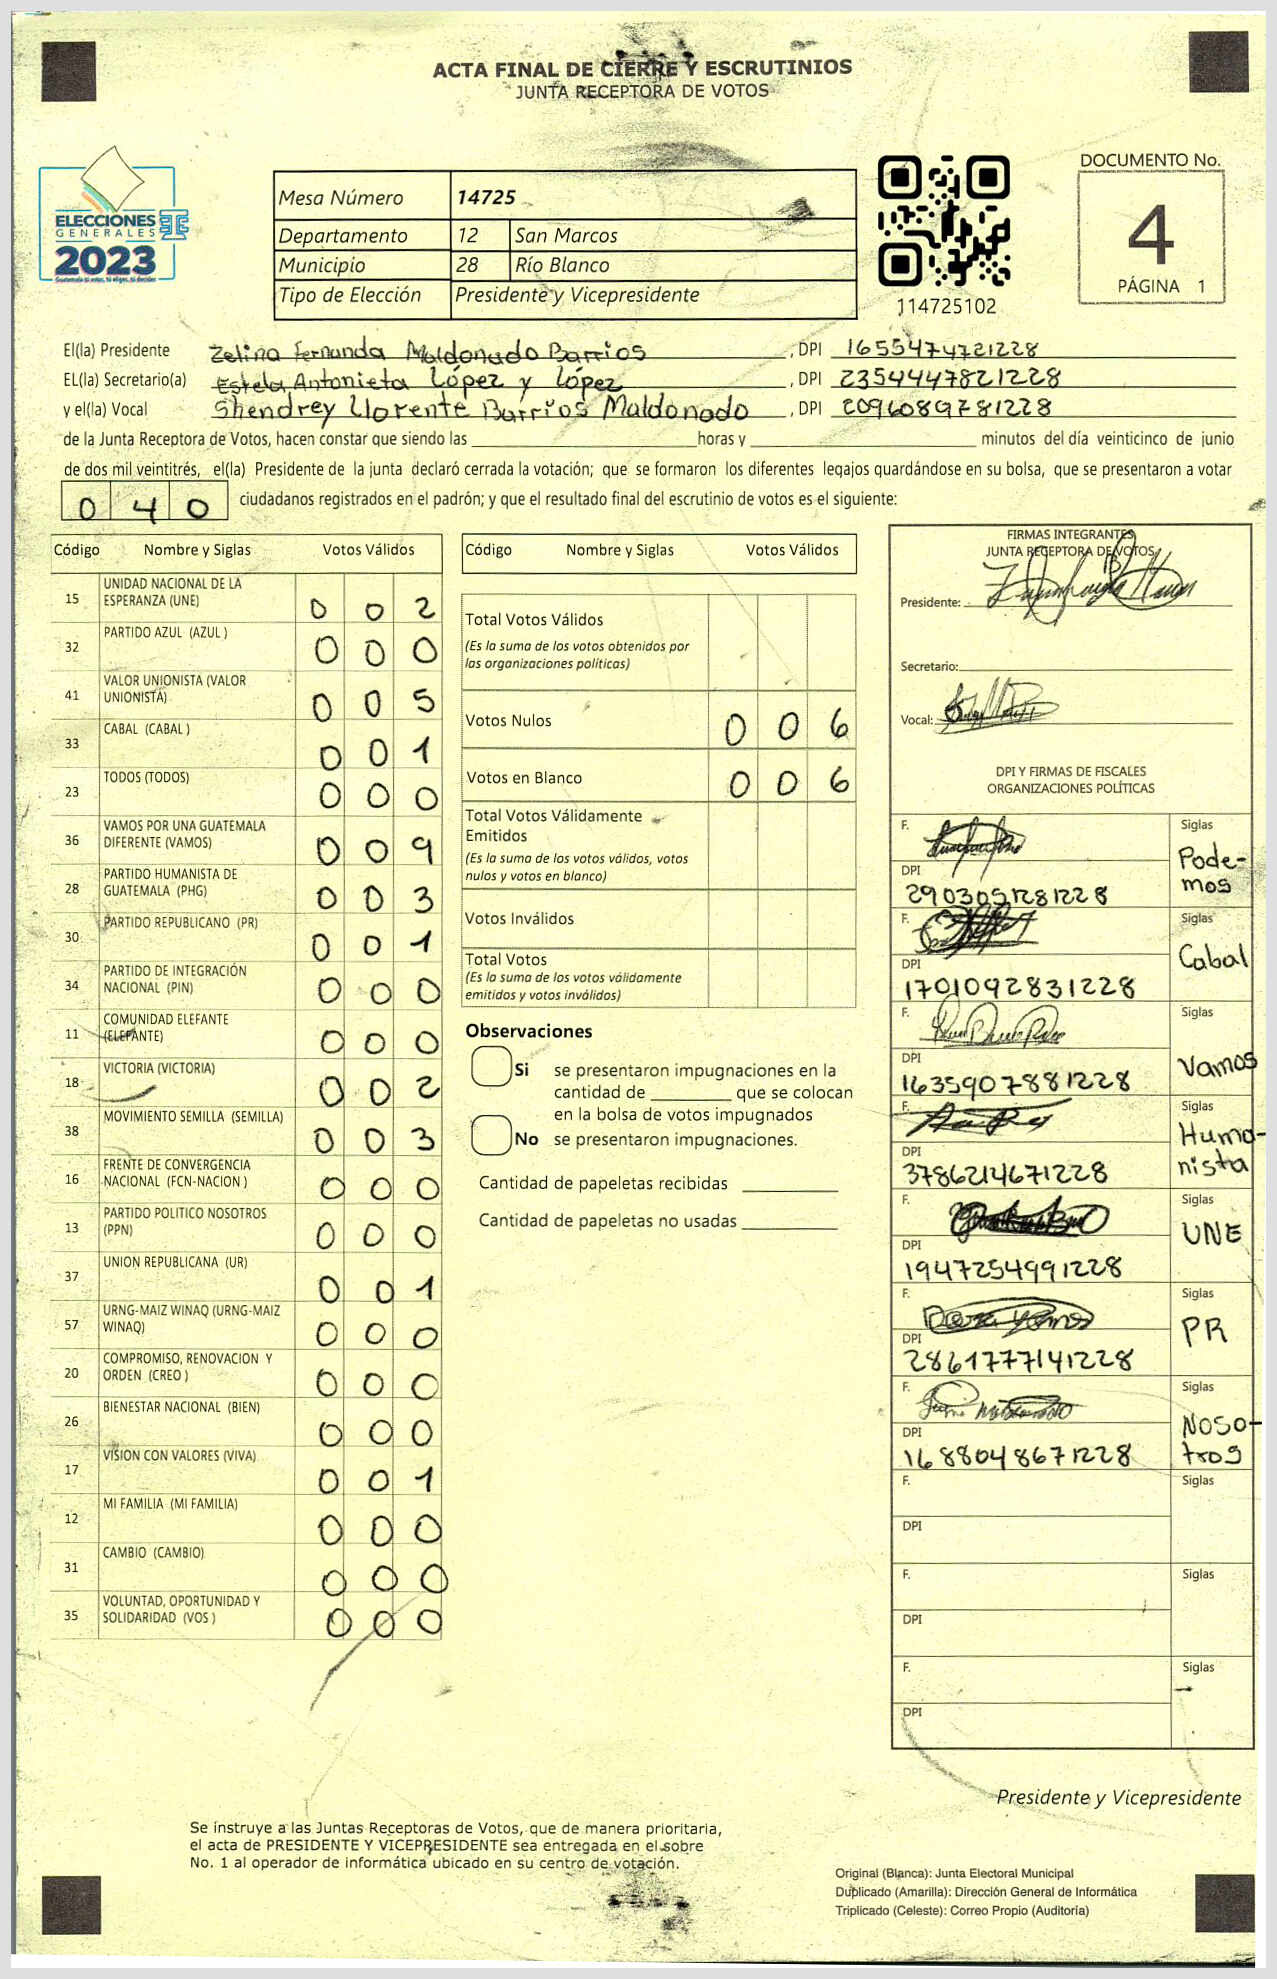 ACTA FINAL DE CIERRE Y ESCRUTINIOS
JUNTA RECEPTORA DE VOTOS
ELECCIONES
GENERALES
2023
Mesa Número 14725
Departamento 12 San Marcos
Municipio 28 Río Blanco
Tipo de Elección Presidente y Vicepresidente
114725102
DOCUMENTO No.
4
PÁGINA 1
El(la) Presidente Zelina Fernanda Maldonado Barrios, DPI 1655474721228
EL(la) Secretario(a) Estela Antonieta López y López, DPI 2354447821228
y el(la) Vocal Shendrey Llorente Barrios Maldonado, DPI 2096089781228
de la Junta Receptora de Votos, hacen constar que siendo las horas y minutos del día veinticinco de junio
de dos mil veintitrés, el(la) Presidente de la junta declaró cerrada la votación; que se formaron los diferentes legajos guardándose en su bolsa, que se presentaron a votar
0 4 0 ciudadanos registrados en el padrón; y que el resultado final del escrutinio de votos es el siguiente:
Código Nombre y Siglas Votos Válidos
15 UNIDAD NACIONAL DE LA ESPERANZA (UNE) 0 0 2
32 PARTIDO AZUL (AZUL ) 0 0 0
41 VALOR UNIONISTA (VALOR UNIONISTA) 0 0 5
33 CABAL (CABAL ) 0 0 1
23 TODOS (TODOS) 0 0 0
36 VAMOS POR UNA GUATEMALA DIFERENTE (VAMOS) 0 0 9
28 PARTIDO HUMANISTA DE GUATEMALA (PHG) 0 0 3
30 PARTIDO REPUBLICANO (PR) 0 0 1
34 PARTIDO DE INTEGRACIÓN NACIONAL (PIN) 0 0 0
11 COMUNIDAD ELEFANTE (ELEFANTE) 0 0 0
18 VICTORIA (VICTORIA) 0 0 2
38 MOVIMIENTO SEMILLA (SEMILLA) 0 0 3
16 FRENTE DE CONVERGENCIA NACIONAL (FCN-NACION ) 0 0 0
13 PARTIDO POLITICO NOSOTROS (PPN) 0 0 0
37 UNION REPUBLICANA (UR) 0 0 1
57 URNG-MAIZ WINAQ (URNG-MAIZ WINAQ) 0 0 0
20 COMPROMISO, RENOVACION Y ORDEN (CREO ) 0 0 0
26 BIENESTAR NACIONAL (BIEN) 0 0 0
17 VISION CON VALORES (VIVA) 0 0 1
12 MI FAMILIA (MI FAMILIA) 0 0 0
31 CAMBIO (CAMBIO) 0 0 0
35 VOLUNTAD, OPORTUNIDAD Y SOLIDARIDAD (VOS ) 0 0 0
Código Nombre y Siglas Votos Válidos
Total Votos Válidos
(Es la suma de los votos obtenidos por
las organizaciones políticas)
Votos Nulos 0 0 6
Votos en Blanco 0 0 6
Total Votos Válidamente
Emitidos
(Es la suma de los votos válidos, votos
nulos y votos en blanco)
Votos Inválidos
Total Votos
(Es la suma de los votos válidamente
emitidos y votos inválidos)
Observaciones
Si se presentaron impugnaciones en la
cantidad de que se colocan
en la bolsa de votos impugnados
No se presentaron impugnaciones.
Cantidad de papeletas recibidas
Cantidad de papeletas no usadas
FIRMAS INTEGRANTES
JUNTA RECEPTORA DE VOTOS
Presidente:
Secretario:
Vocal:
DPI Y FIRMAS DE FISCALES
ORGANIZACIONES POLÍTICAS
F. Siglas Podemos
DPI 2903051281228
F. Siglas Cabal
DPI 1701092831228
F. Siglas Vamos
DPI 1635907881228
F. Siglas Humanista
DPI 3786214671228
F. Siglas UNE
DPI 1947254991228
F. Siglas PR
DPI 2861777141228
F. Siglas Nosotros
DPI 1688048671228
F. Siglas
DPI
F. Siglas
DPI
F. Siglas
DPI
Presidente y Vicepresidente
Se instruye a las Juntas Receptoras de Votos, que de manera prioritaria,
el acta de PRESIDENTE Y VICEPRESIDENTE sea entregada en el sobre
No. 1 al operador de informática ubicado en su centro de votación.
Original (Blanca): Junta Electoral Municipal
Duplicado (Amarilla): Dirección General de Informática
Triplicado (Celeste): Correo Propio (Auditoría)